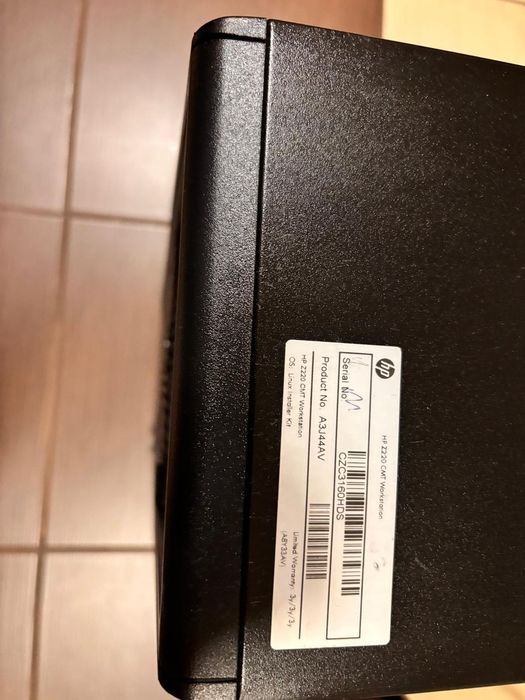 hp
HP Z220 CMT Workstation
Serial No
CZC3160HDS
Product No A3J44AV
HP Z220 CMT Workstation
OS: Linux Installer Kit
Limited Warranty: 3y/3y/3y
(ABY33AV)